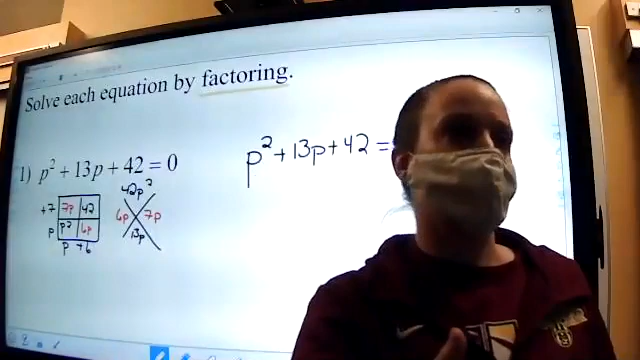 Solve each equation by factoring.
1) p² + 13p + 42 = 0
p² + 13p + 42 =
42p²
+7 7p 42
6p 7p
p p² 6p
13p
p +6